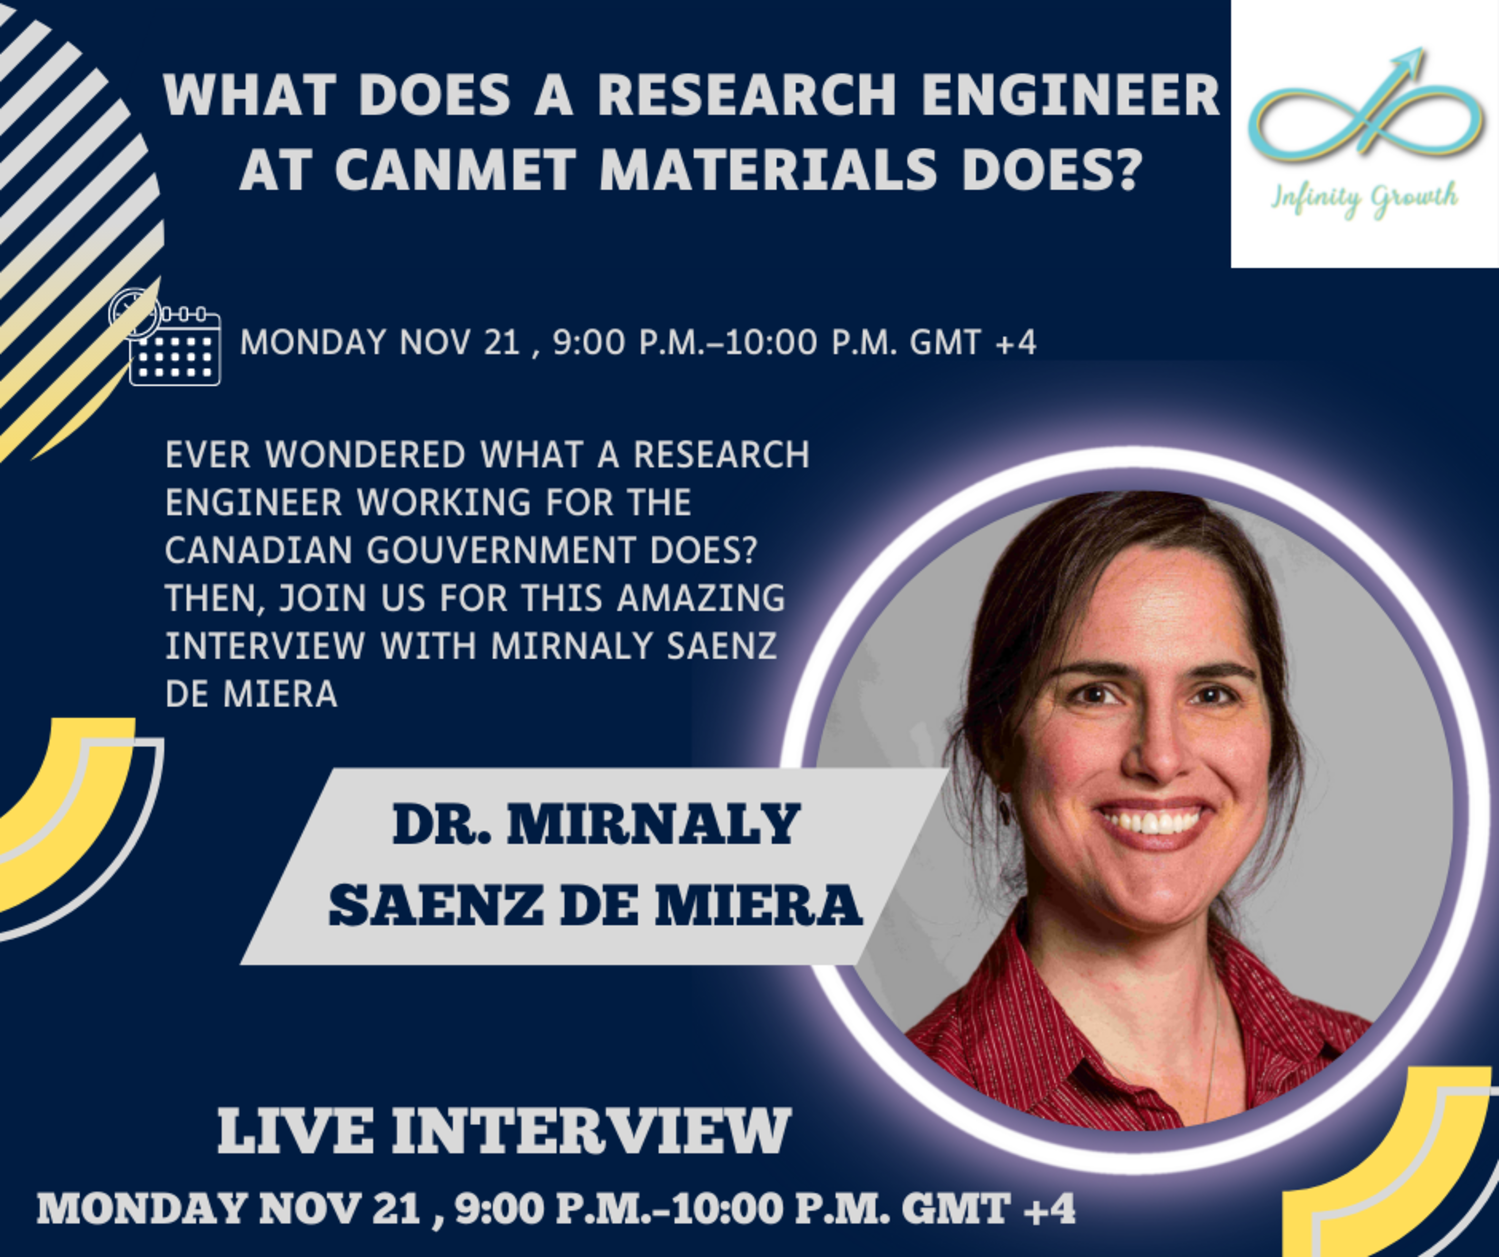 WHAT DOES A RESEARCH ENGINEER
AT CANMET MATERIALS DOES?
Infinity Growth
MONDAY NOV 21 , 9:00 P.M.–10:00 P.M. GMT +4
EVER WONDERED WHAT A RESEARCH
ENGINEER WORKING FOR THE
CANADIAN GOUVERNMENT DOES?
THEN, JOIN US FOR THIS AMAZING
INTERVIEW WITH MIRNALY SAENZ
DE MIERA
DR. MIRNALY
SAENZ DE MIERA
LIVE INTERVIEW
MONDAY NOV 21 , 9:00 P.M.–10:00 P.M. GMT +4